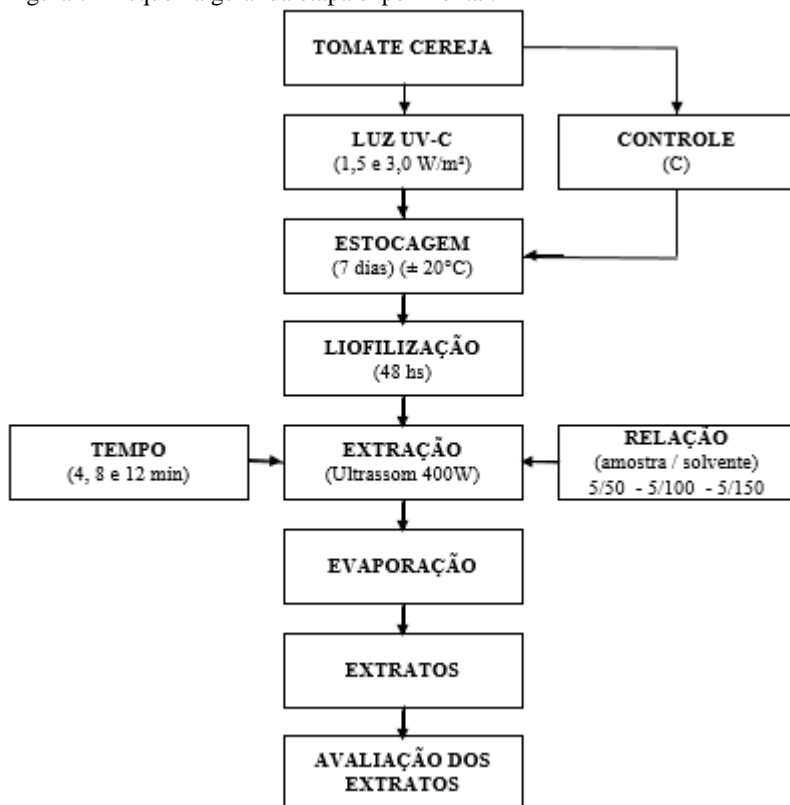 TOMATE CEREJA
LUZ UV-C
(1,5 e 3,0 W/m²)
CONTROLE
(C)
ESTOCAGEM
(7 dias) (± 20°C)
LIOFILIZAÇÃO
(48 hs)
TEMPO
(4, 8 e 12 min)
EXTRAÇÃO
(Ultrassom 400W)
RELAÇÃO
(amostra / solvente)
5/50 - 5/100 - 5/150
EVAPORAÇÃO
EXTRATOS
AVALIAÇÃO DOS
EXTRATOS